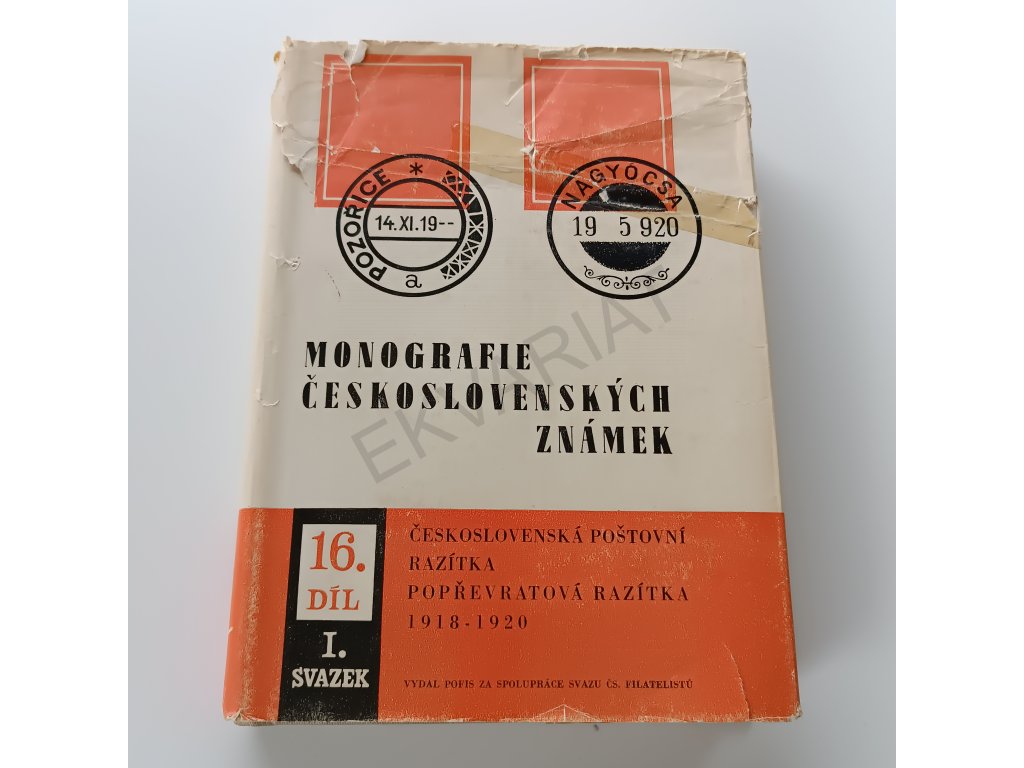 POZOŘICE *
14.XI.19--
a
NAGYÓCSA
19 5 920
MONOGRAFIE
ČESKOSLOVENSKÝCH
ZNÁMEK
EKVARIAT
16.
DÍL
I.
SVAZEK
ČESKOSLOVENSKÁ POŠTOVNÍ
RAZÍTKA
POPŘEVRATOVÁ RAZÍTKA
1918-1920
VYDAL POFIS ZA SPOLUPRÁCE SVAZU ČS. FILATELISTŮ